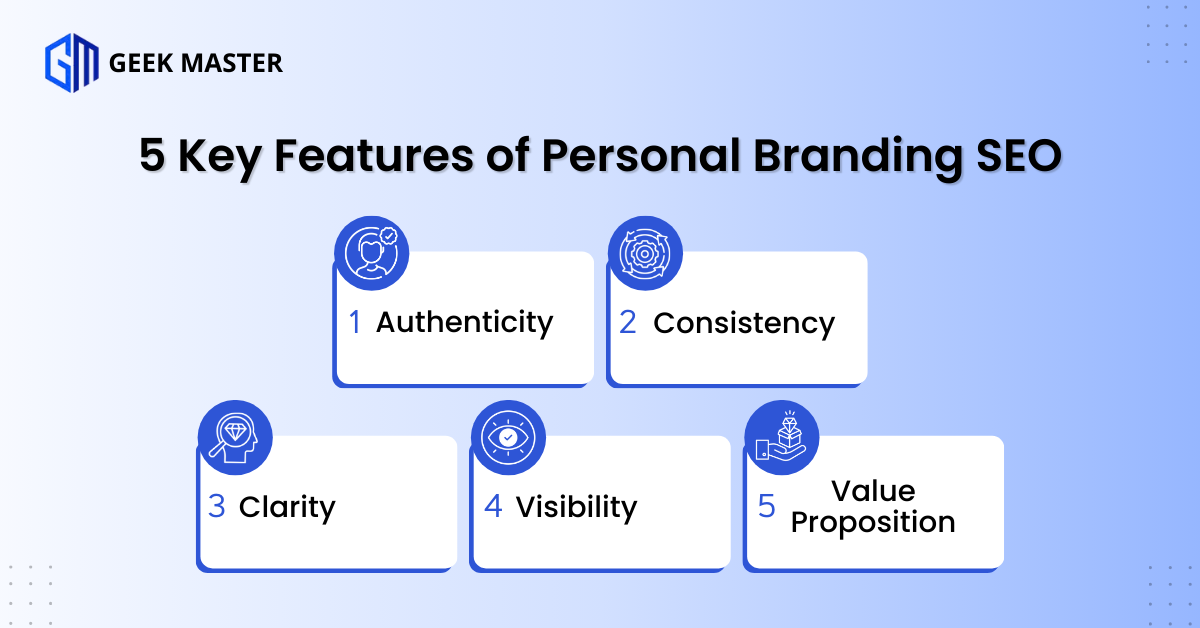 GM GEEK MASTER
5 Key Features of Personal Branding SEO
1 Authenticity
2 Consistency
3 Clarity
4 Visibility
5 Value
Proposition